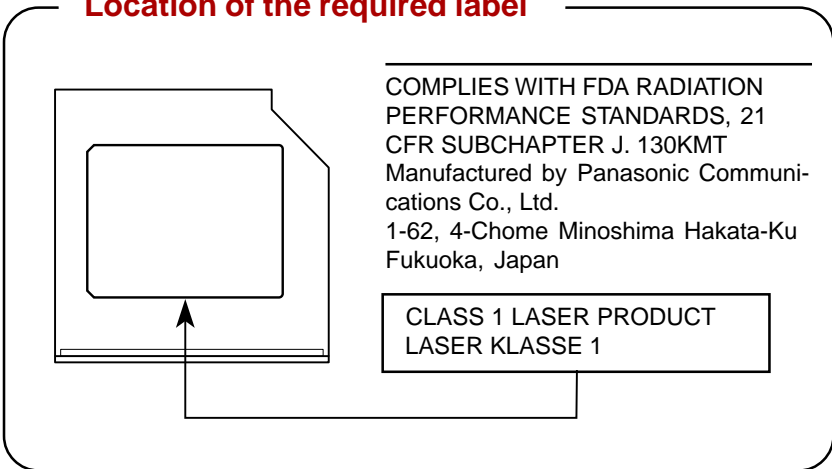 Location of the required label
COMPLIES WITH FDA RADIATION
PERFORMANCE STANDARDS, 21
CFR SUBCHAPTER J. 130KMT
Manufactured by Panasonic Communi-
cations Co., Ltd.
1-62, 4-Chome Minoshima Hakata-Ku
Fukuoka, Japan
CLASS 1 LASER PRODUCT
LASER KLASSE 1